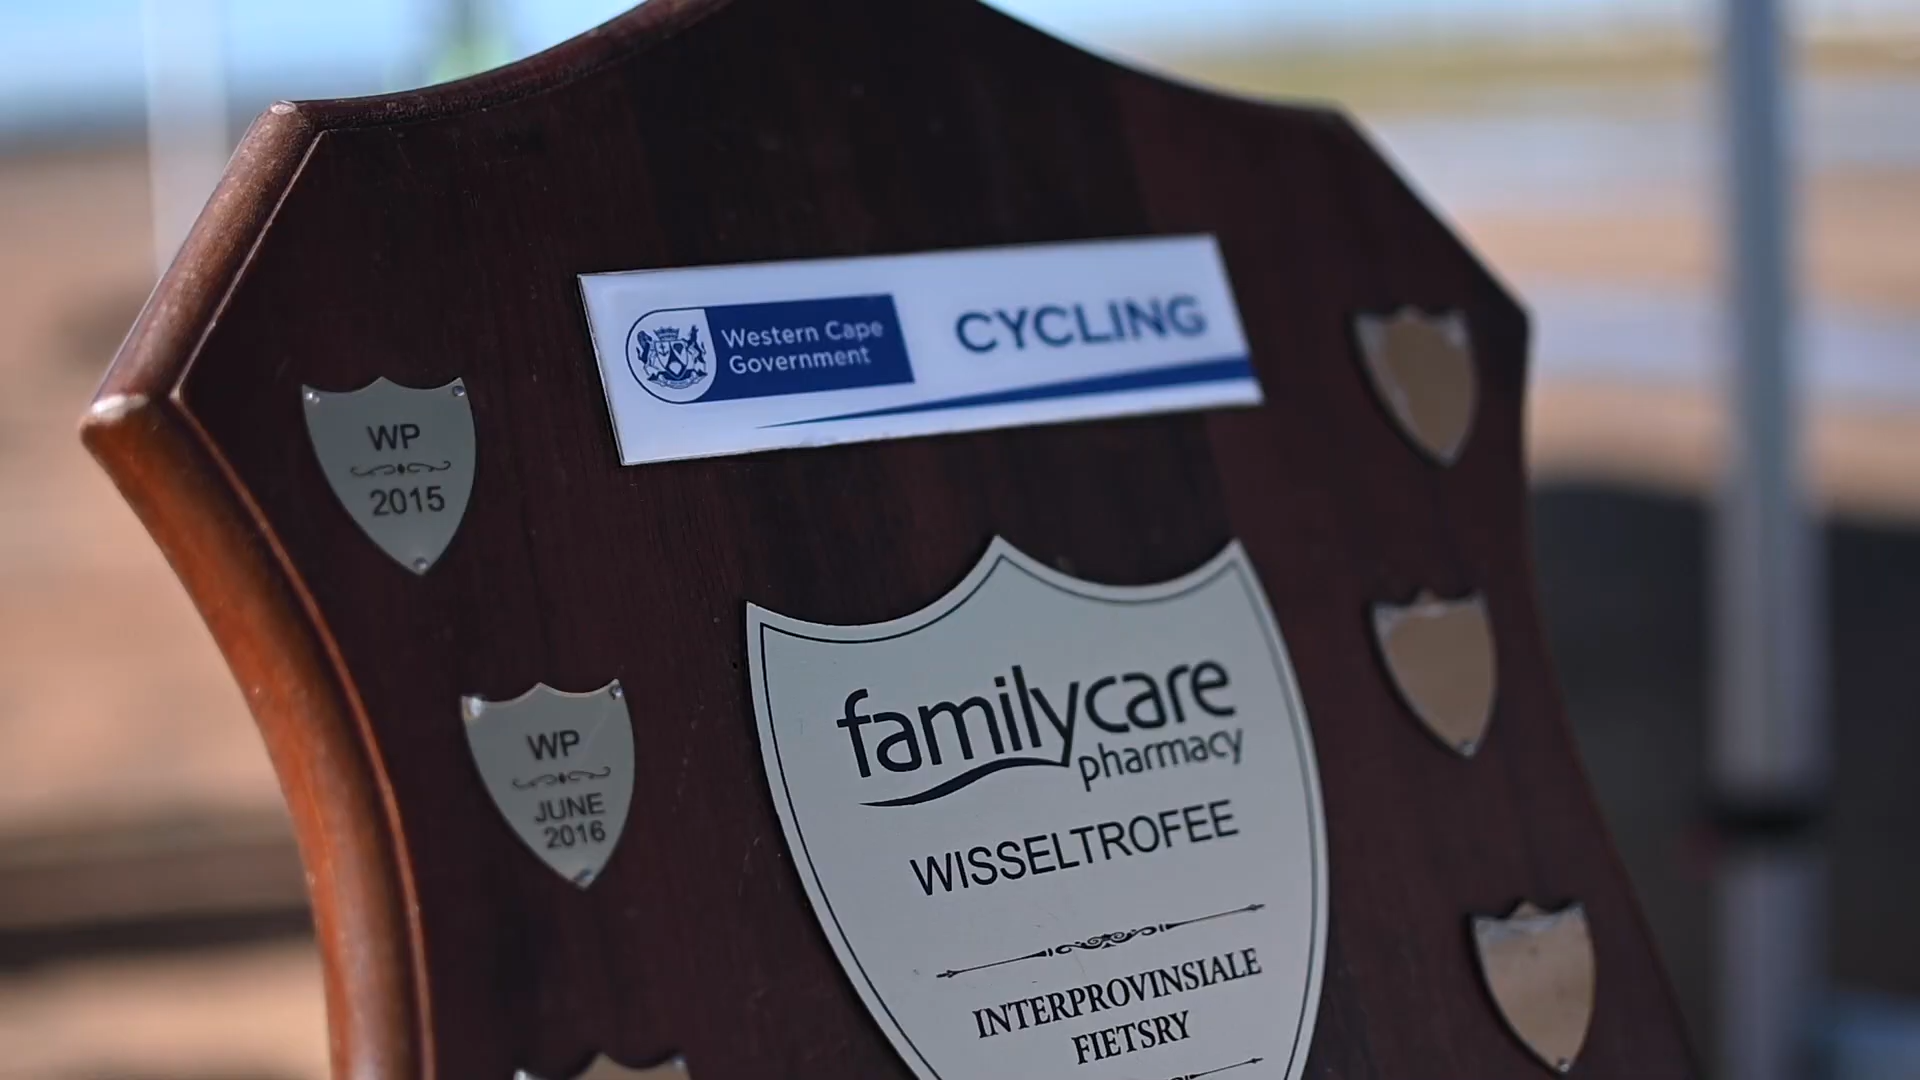 Western Cape
Government
CYCLING
WP
2015
WP
JUNE
2016
familycare
pharmacy
WISSELTROFEE
INTERPROVINSIALE
FIETSRY